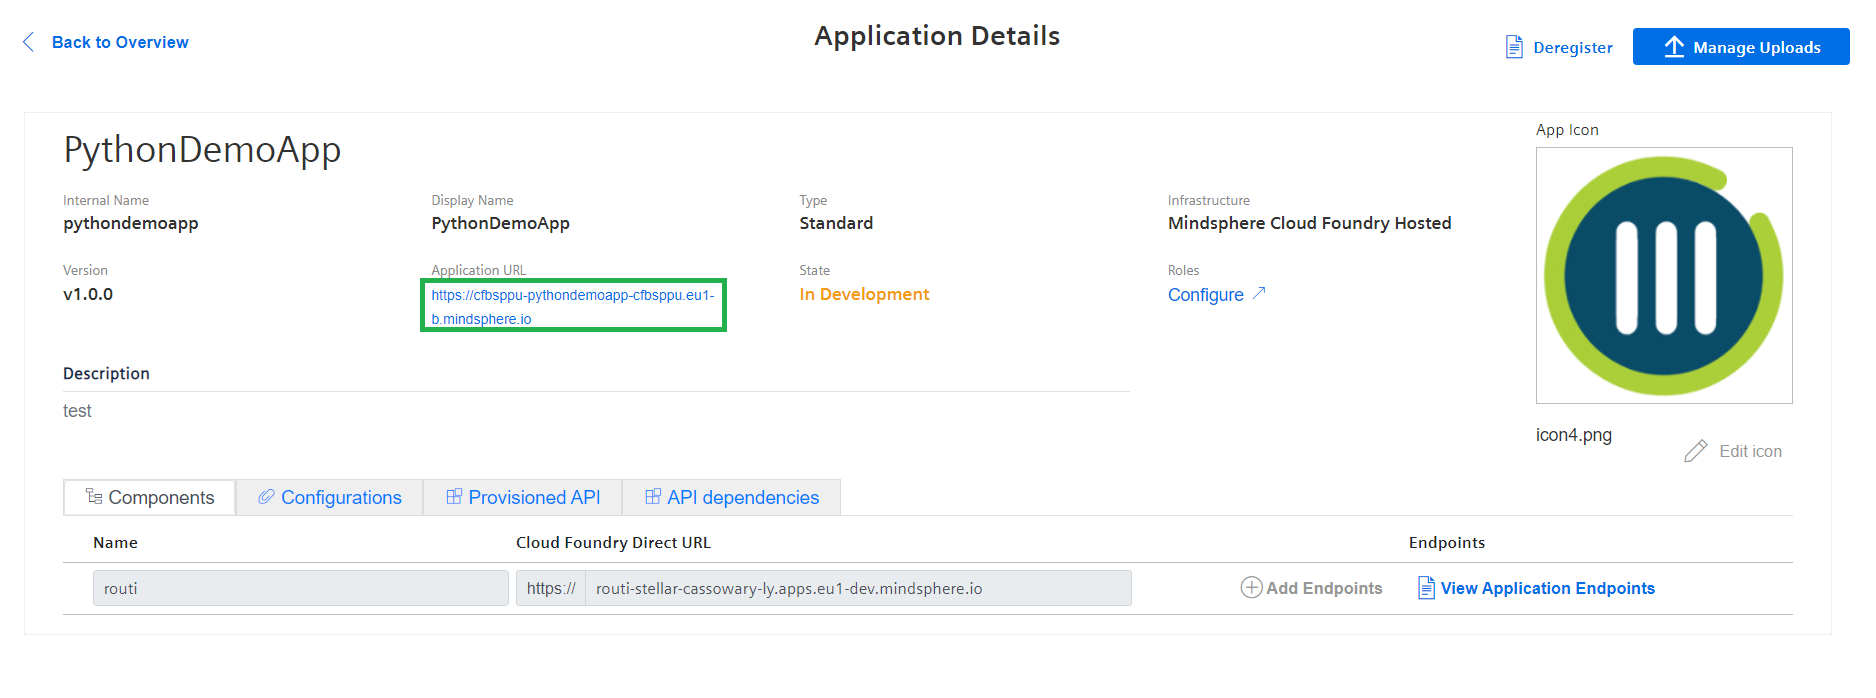 Back to Overview
Application Details
Deregister
Manage Uploads
PythonDemoApp
App Icon
Internal Name
Display Name
Type
Infrastructure
pythondemoapp
PythonDemoApp
Standard
Mindsphere Cloud Foundry Hosted
Version
Application URL
State
Roles
v1.0.0
https://cfbsppu-pythondemoapp-cfbsppu.eu1-
b.mindsphere.io
In Development
Configure
Description
test
icon4.png
Edit icon
Components
Configurations
Provisioned API
API dependencies
Name
Cloud Foundry Direct URL
Endpoints
routi
https://
routi-stellar-cassowary-ly.apps.eu1-dev.mindsphere.io
Add Endpoints
View Application Endpoints